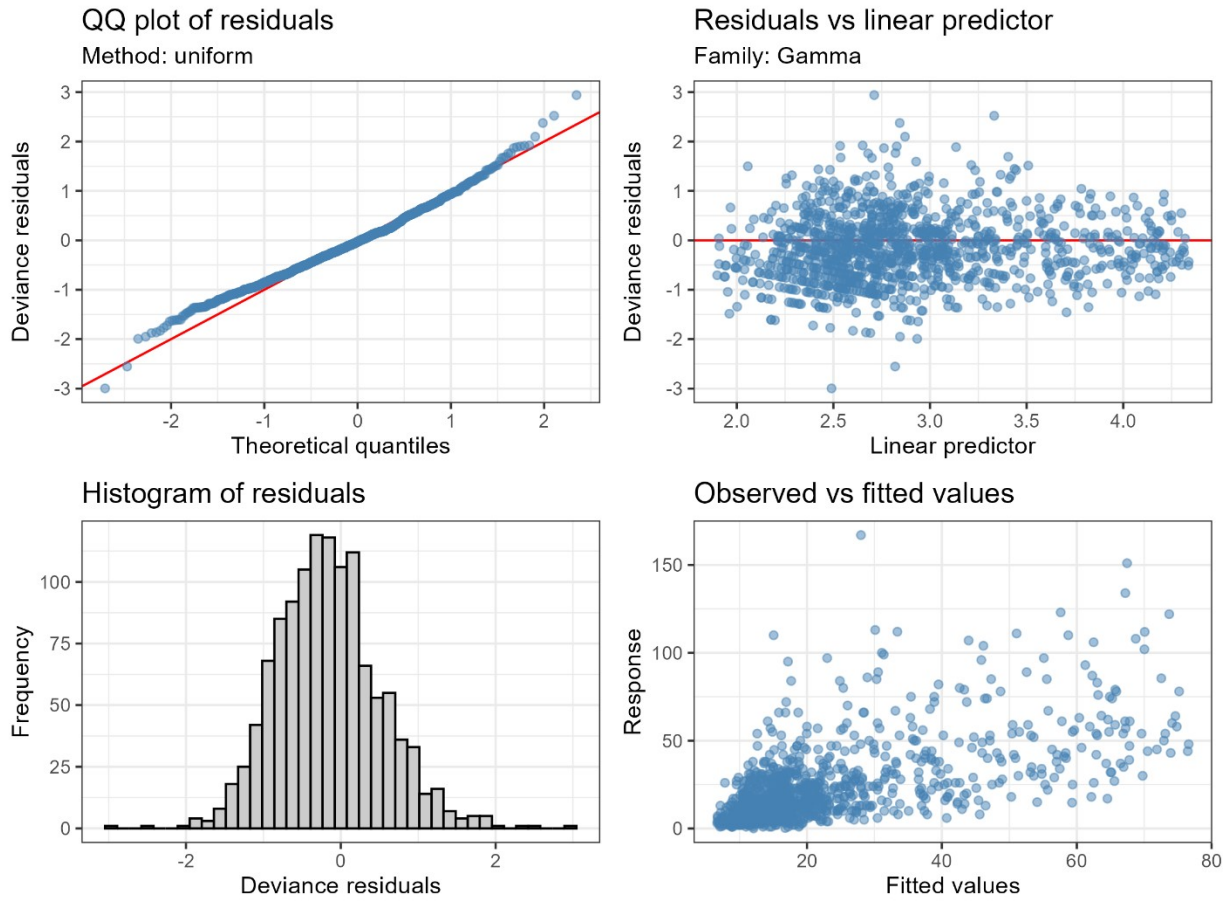 QQ plot of residuals
Method: uniform
Deviance residuals
3
2
1
0
-1
-2
-3
-2
-1
0
1
2
Theoretical quantiles
Residuals vs linear predictor
Family: Gamma
Deviance residuals
3
2
1
0
-1
-2
-3
2.0
2.5
3.0
3.5
4.0
Linear predictor
Histogram of residuals
Frequency
100
75
50
25
0
-2
0
2
Deviance residuals
Observed vs fitted values
Response
150
100
50
0
20
40
60
80
Fitted values